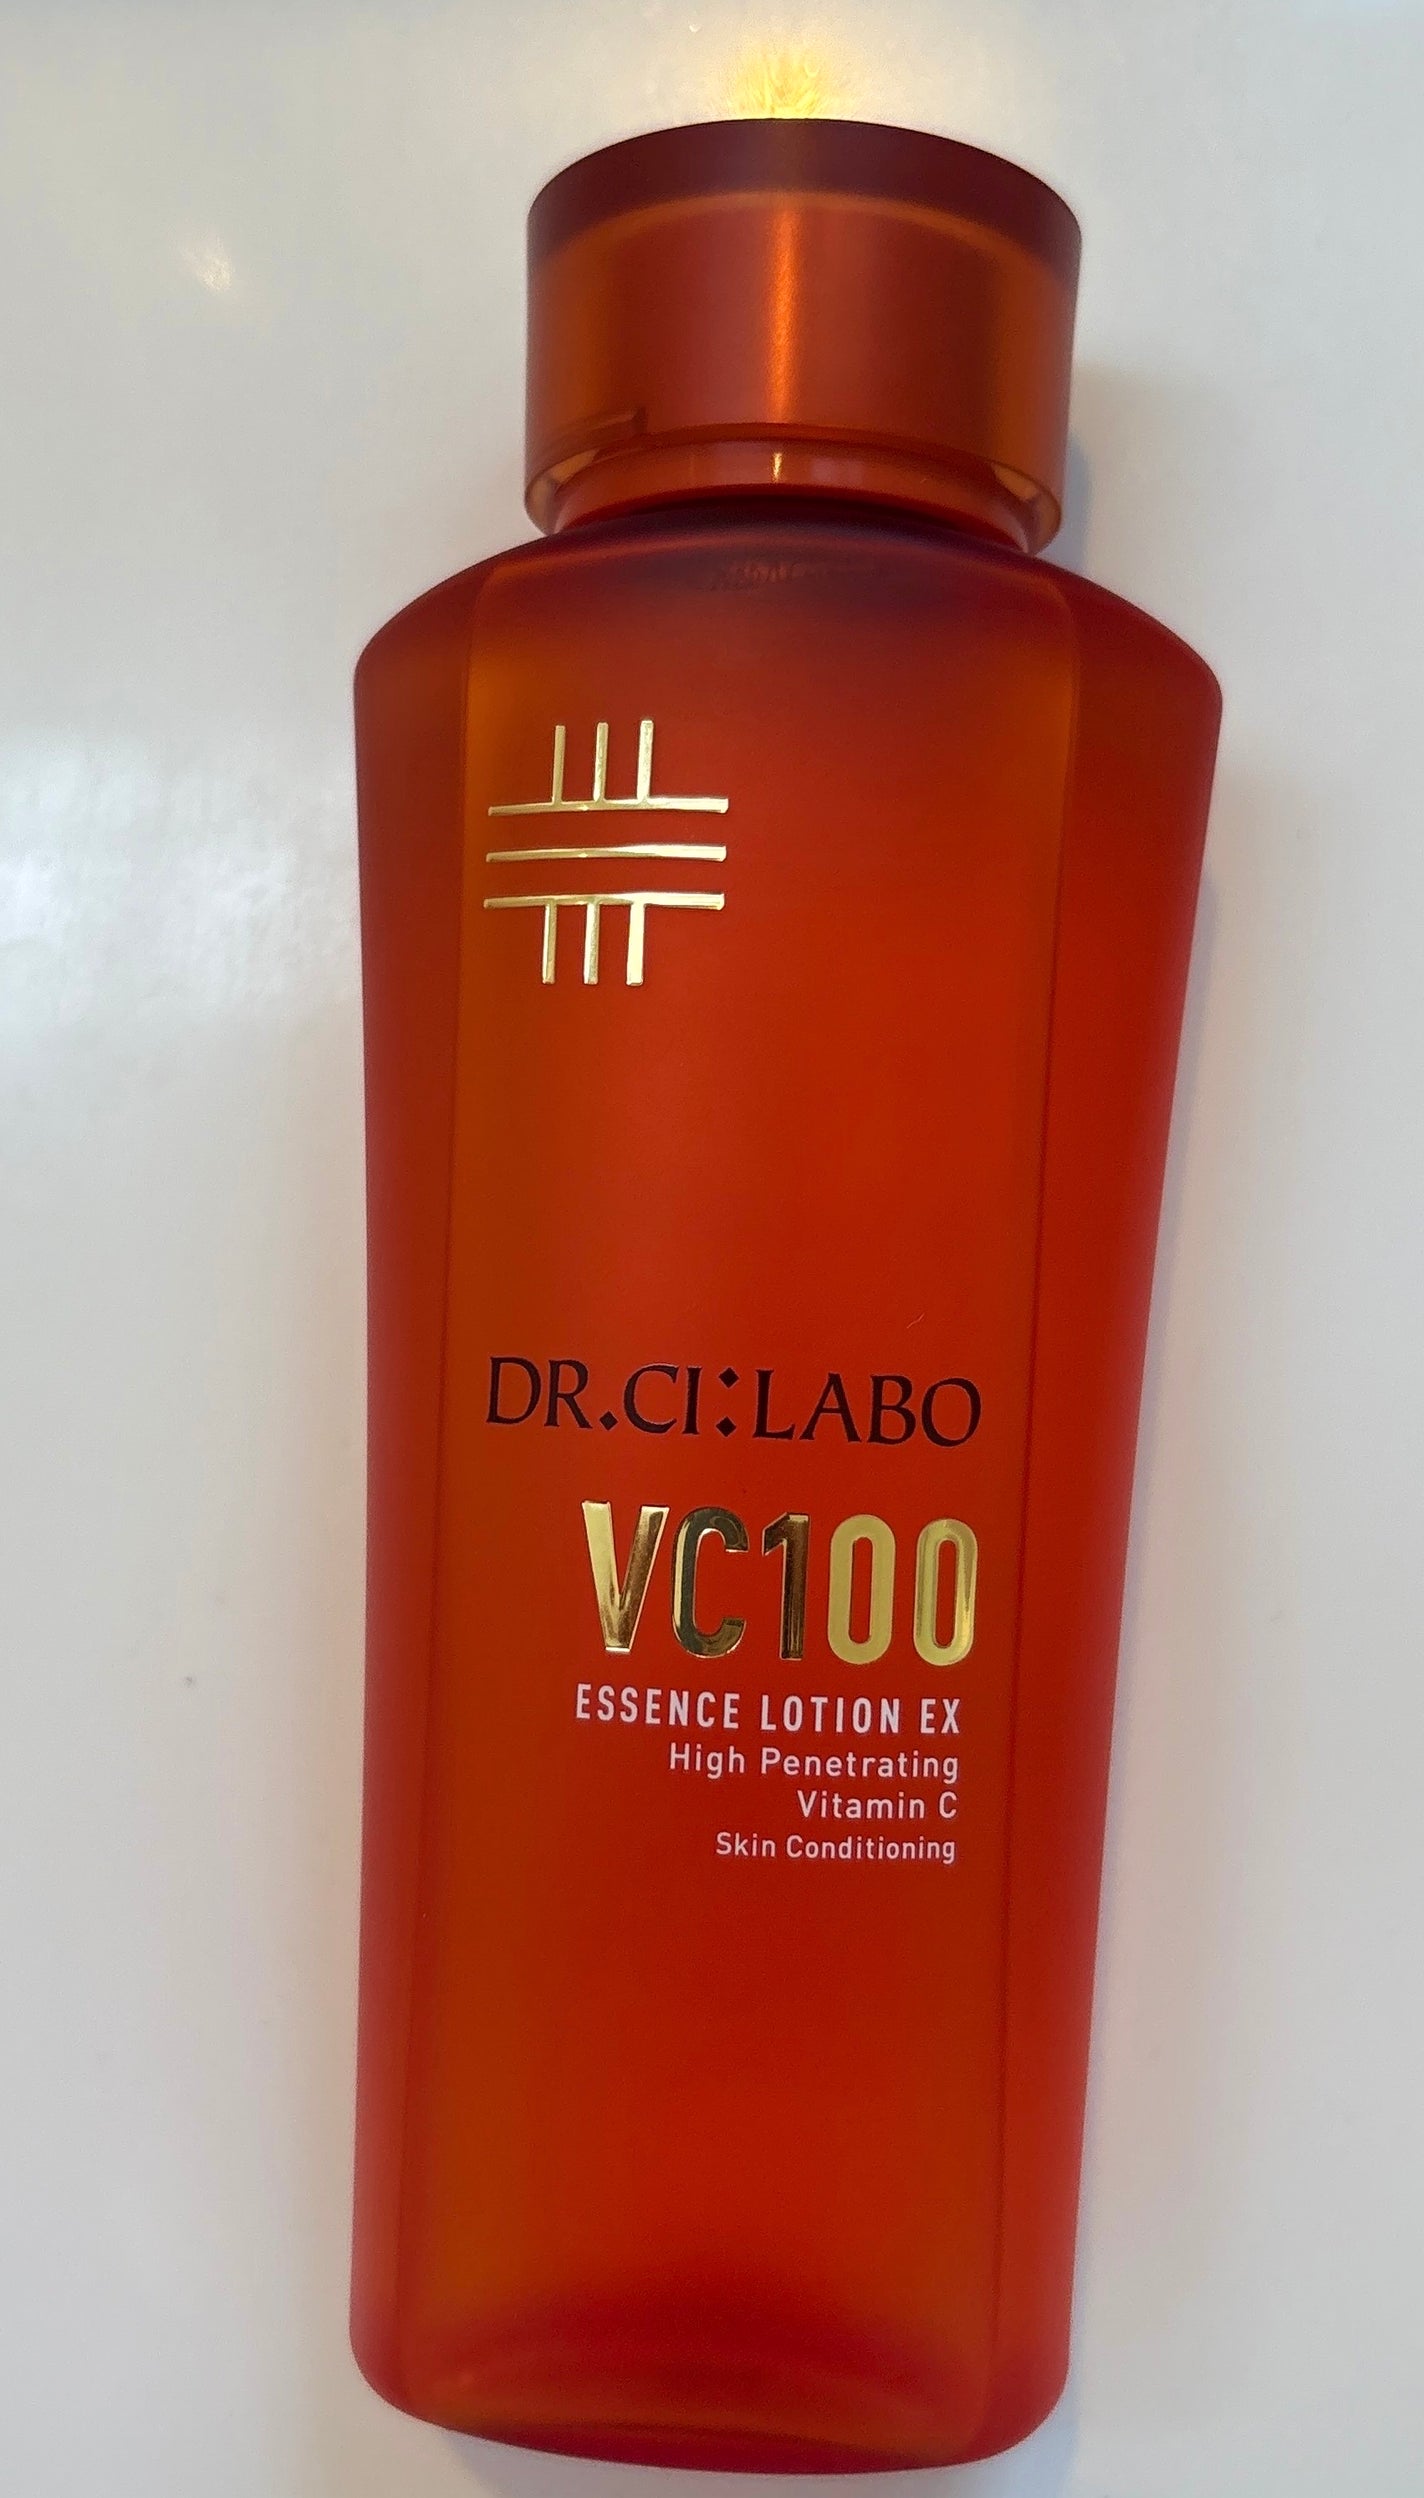 DR.CI:LABO
VC100
ESSENCE LOTION EX
High Penetrating
Vitamin C
Skin Conditioning